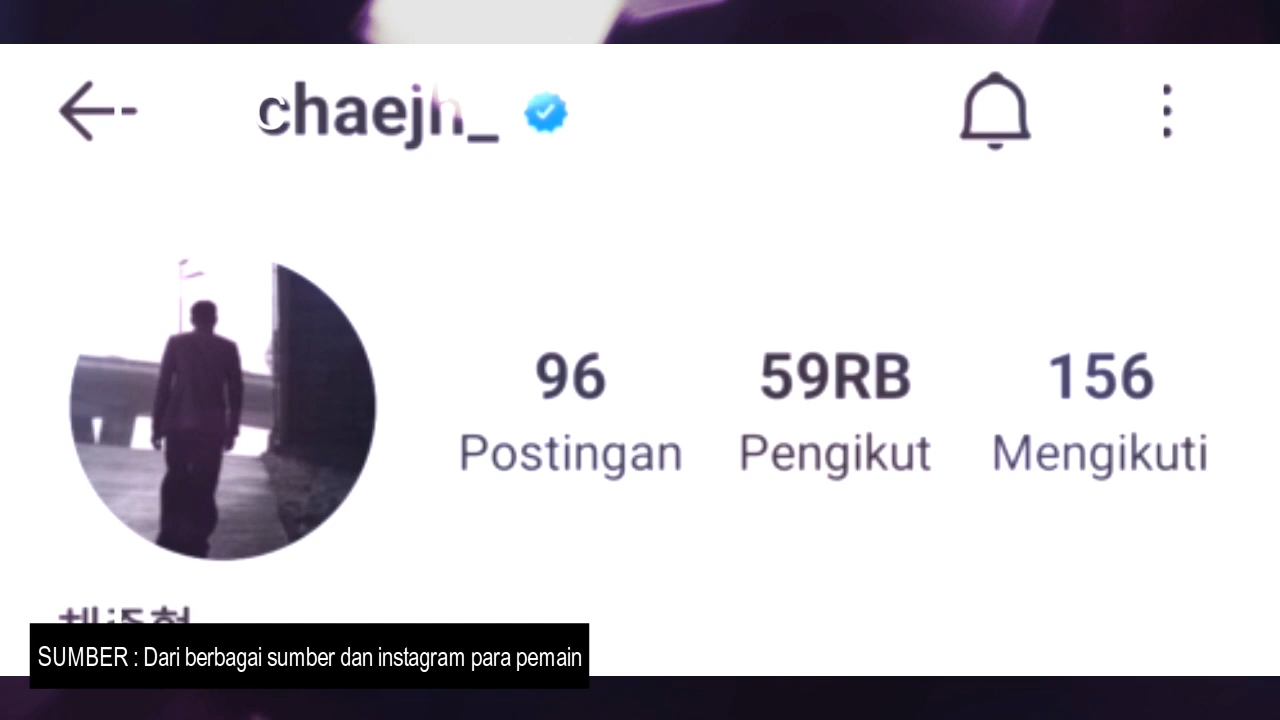 chaejh_
96 59RB 156
Postingan Pengikut Mengikuti
SUMBER : Dari berbagai sumber dan instagram para pemain